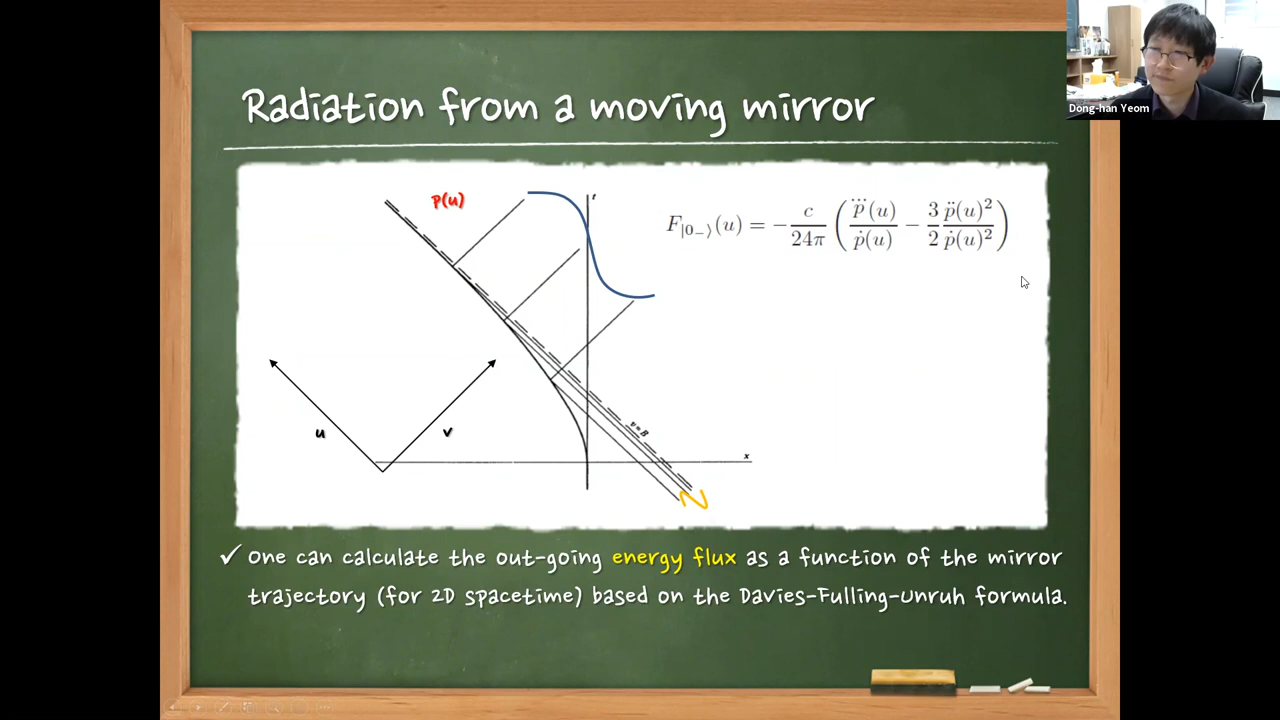 Dong-han Yeom
Radiation from a moving mirror
p(u)
t
F|0−⟩(u) = − c/24π ( p⃛(u)/ṗ(u) − 3/2 p̈(u)²/ṗ(u)² )
v=B
u
v
x
✓ One can calculate the out-going energy flux as a function of the mirror
trajectory (for 2D spacetime) based on the Davies-Fulling-Unruh formula.